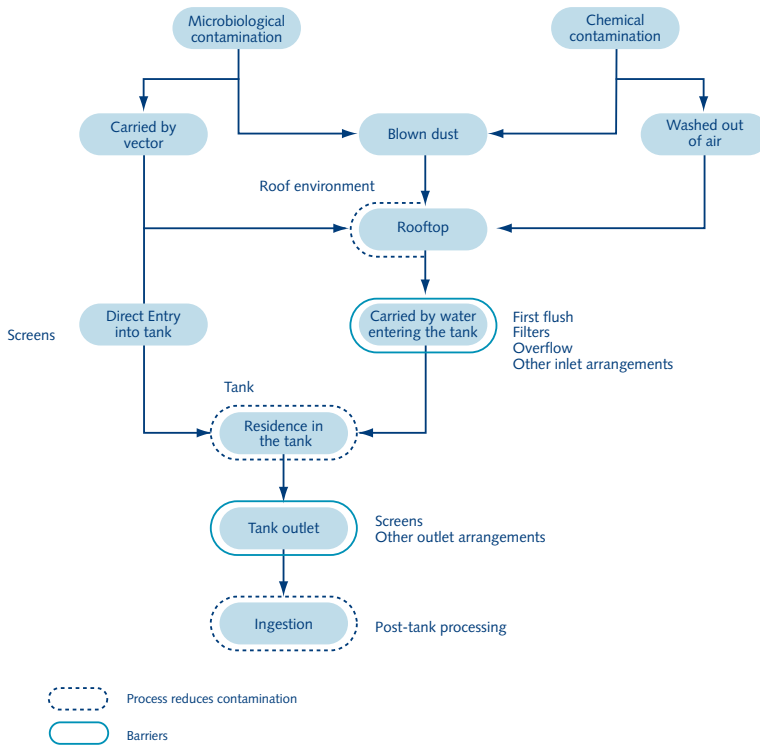 Microbiological
contamination
Chemical
contamination
Carried by
vector
Blown dust
Washed out
of air
Roof environment
Rooftop
Direct Entry
into tank
Carried by water
entering the tank
First flush
Filters
Overflow
Other inlet arrangements
Screens
Tank
Residence in
the tank
Tank outlet
Screens
Other outlet arrangements
Ingestion
Post-tank processing
Process reduces contamination
Barriers